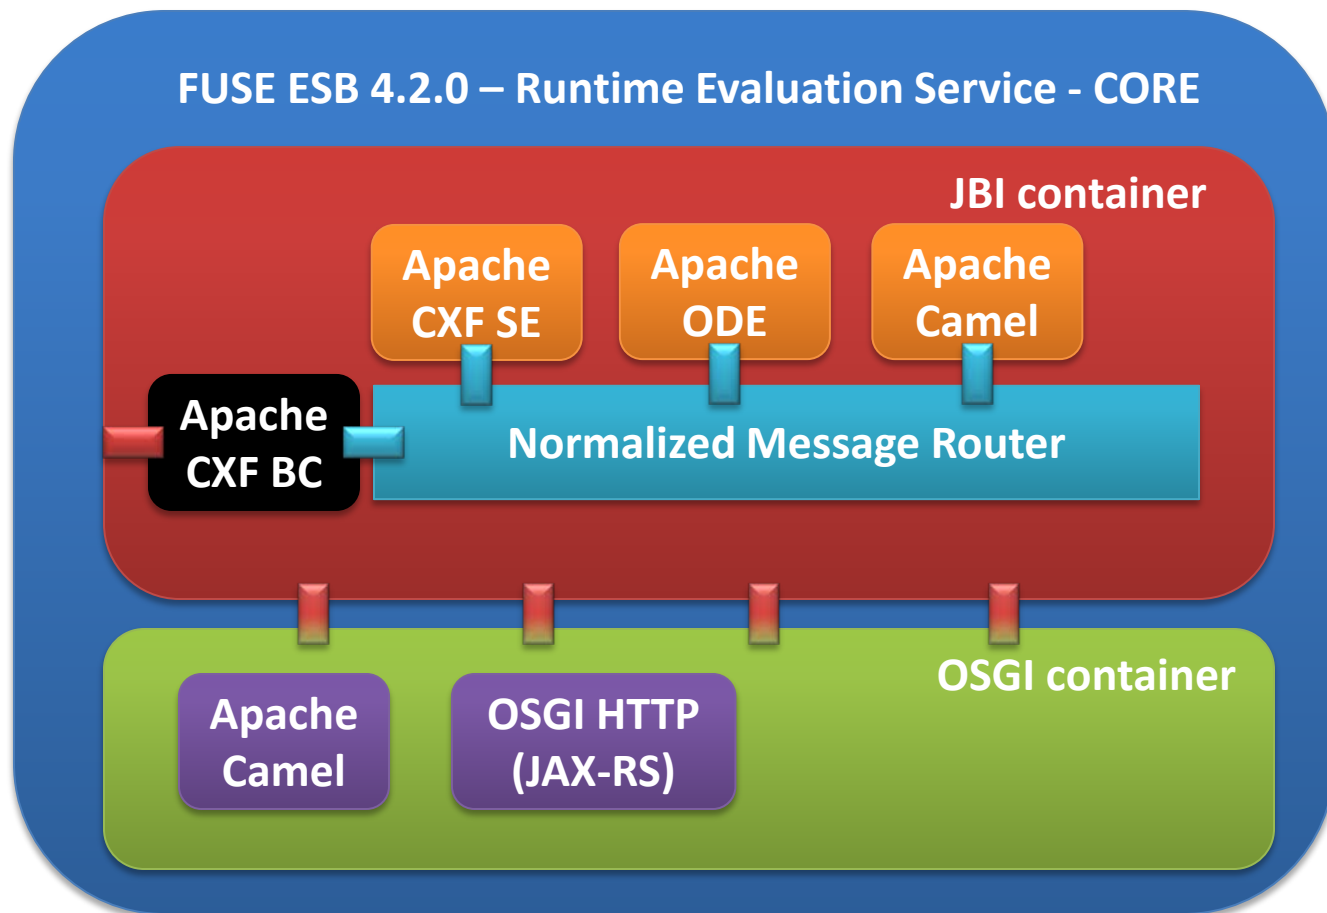 FUSE ESB 4.2.0 – Runtime Evaluation Service - CORE
JBI container
Apache
CXF SE
Apache
ODE
Apache
Camel
Apache
CXF BC
Normalized Message Router
OSGI container
Apache
Camel
OSGI HTTP
(JAX-RS)